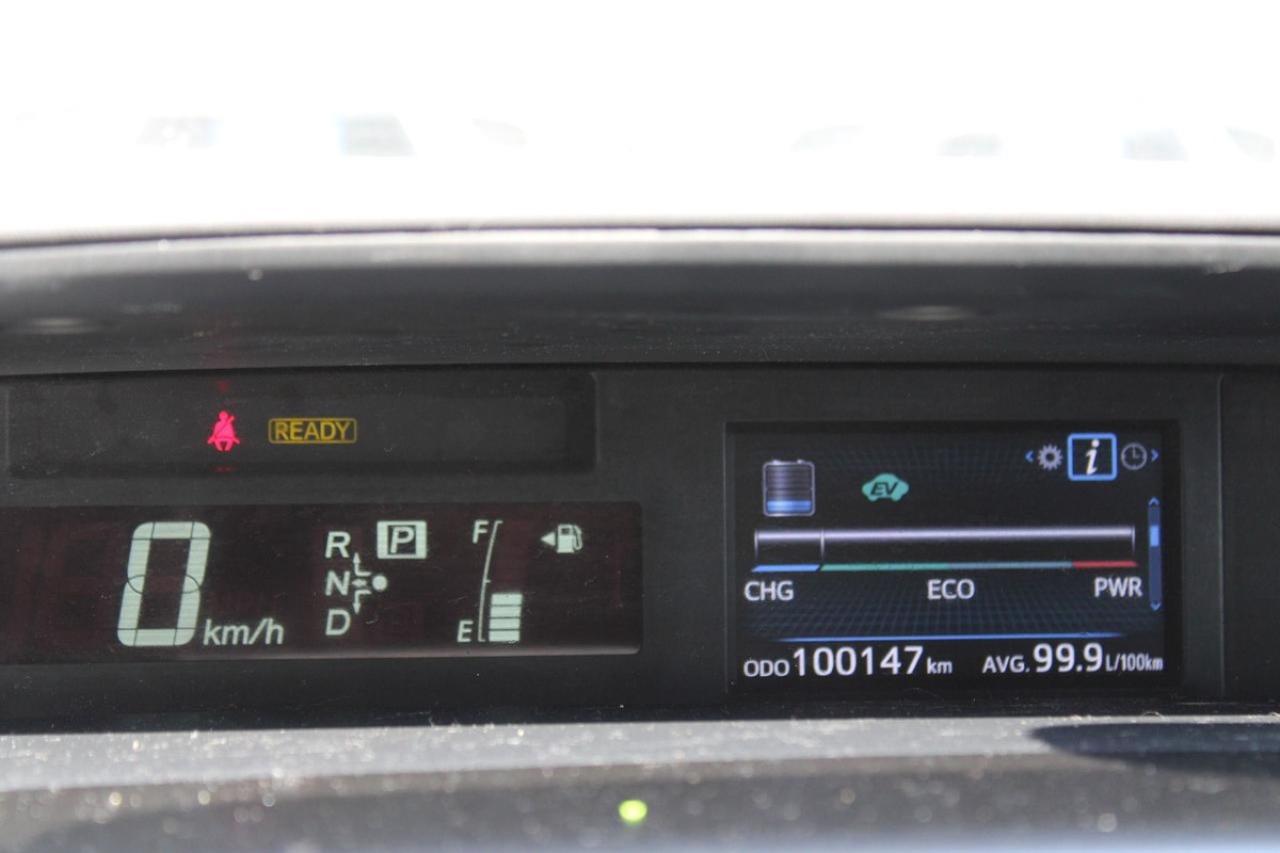 READY
0 km/h
R P
N
D
F
E
i
EV
CHG ECO PWR
ODO 100147 km AVG. 99.9 L/100km